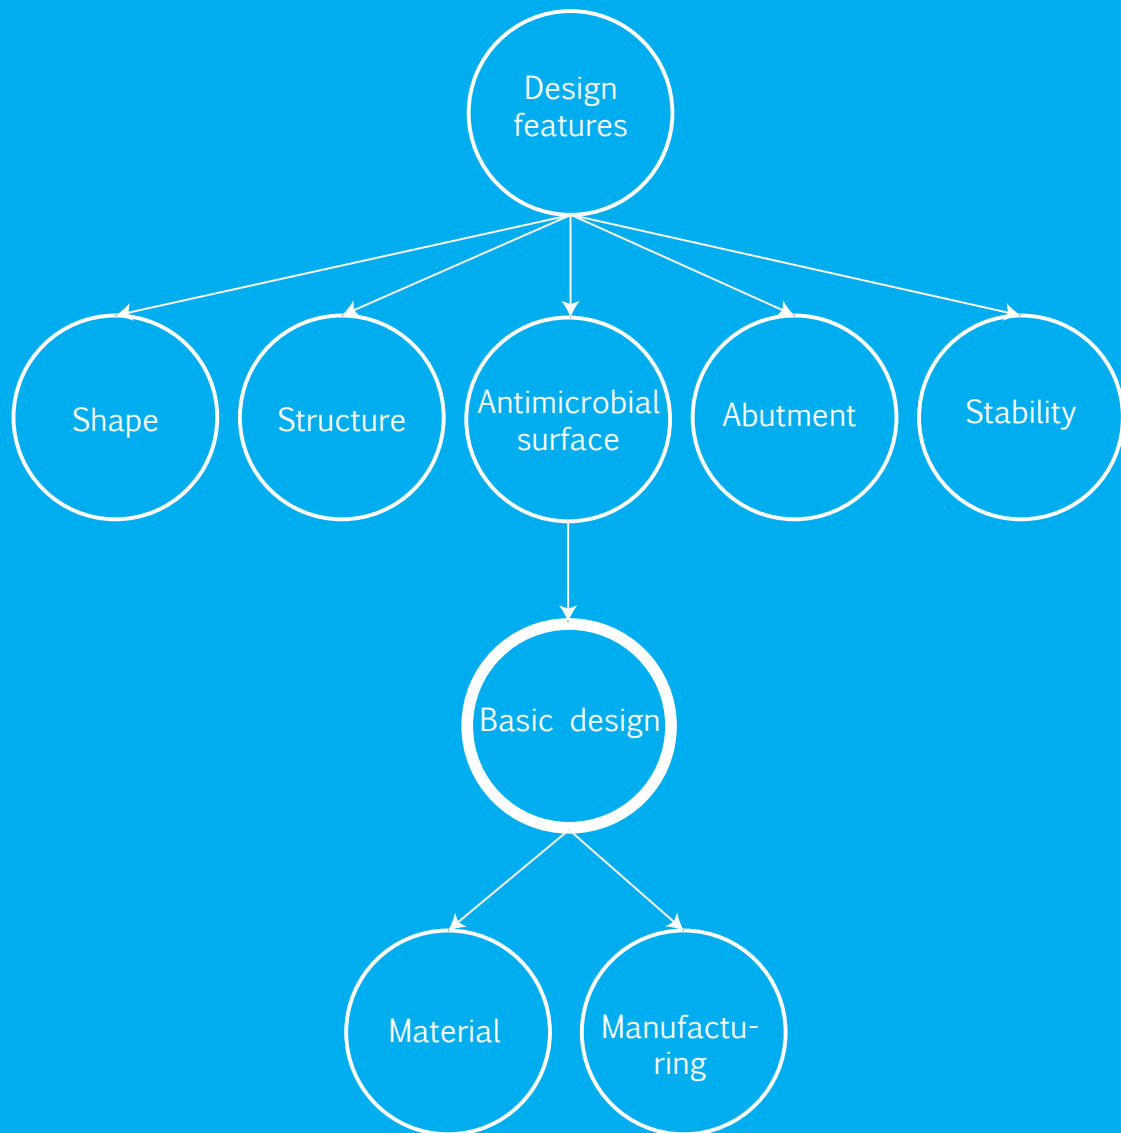 Design
features
Shape
Structure
Antimicrobial
surface
Abutment
Stability
Basic design
Material
Manufactu-
ring